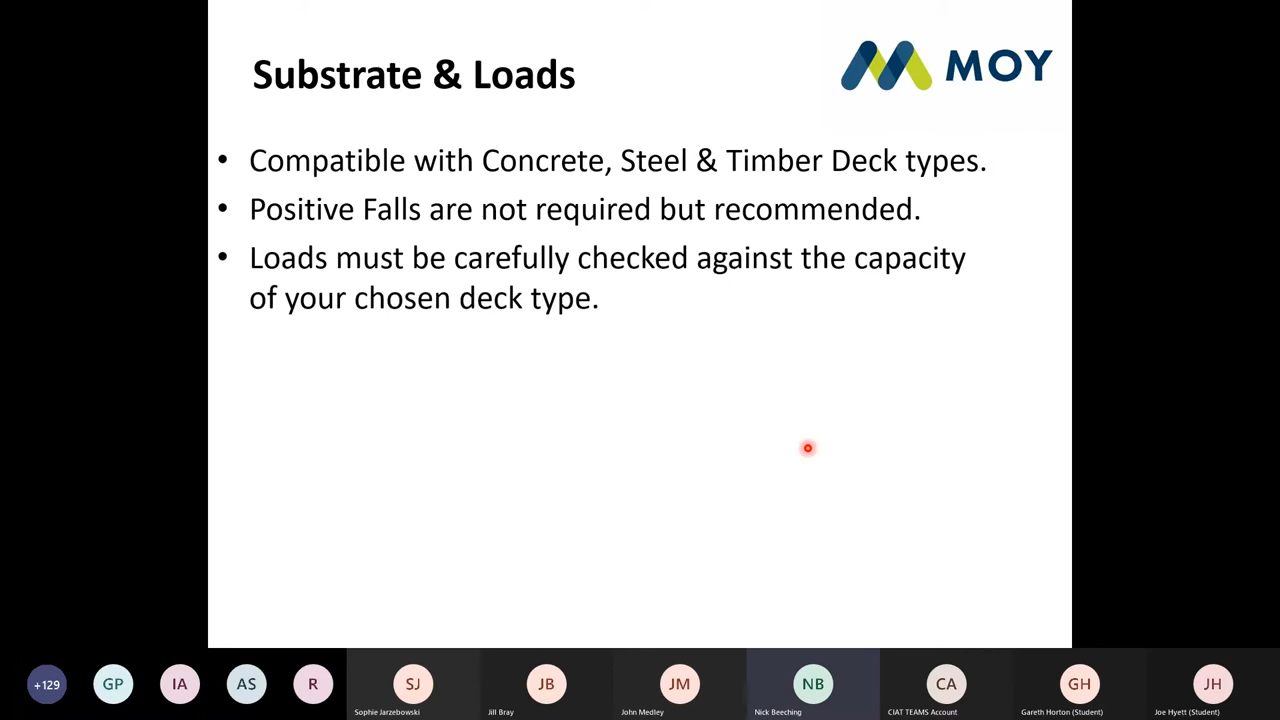 Substrate & Loads
MOY
• Compatible with Concrete, Steel & Timber Deck types.
• Positive Falls are not required but recommended.
• Loads must be carefully checked against the capacity
of your chosen deck type.
+129
GP
IA
AS
R
SJ
JB
JM
NB
CA
GH
JH
Sophie Jarzebowski
Jill Bray
John Medley
Nick Beeching
CIAT TEAMS Account
Gareth Horton (Student)
Joe Hyett (Student)